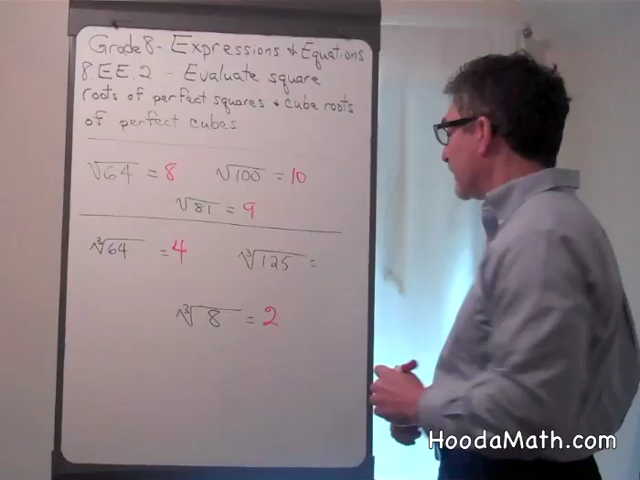 Grade 8 - Expressions & Equations
8.EE.2 - Evaluate square
roots of perfect squares & cube roots
of perfect cubes.
√64 = 8 √100 = 10
√81 = 9
∛64 = 4 ∛125 =
∛8 = 2
HoodaMath.com